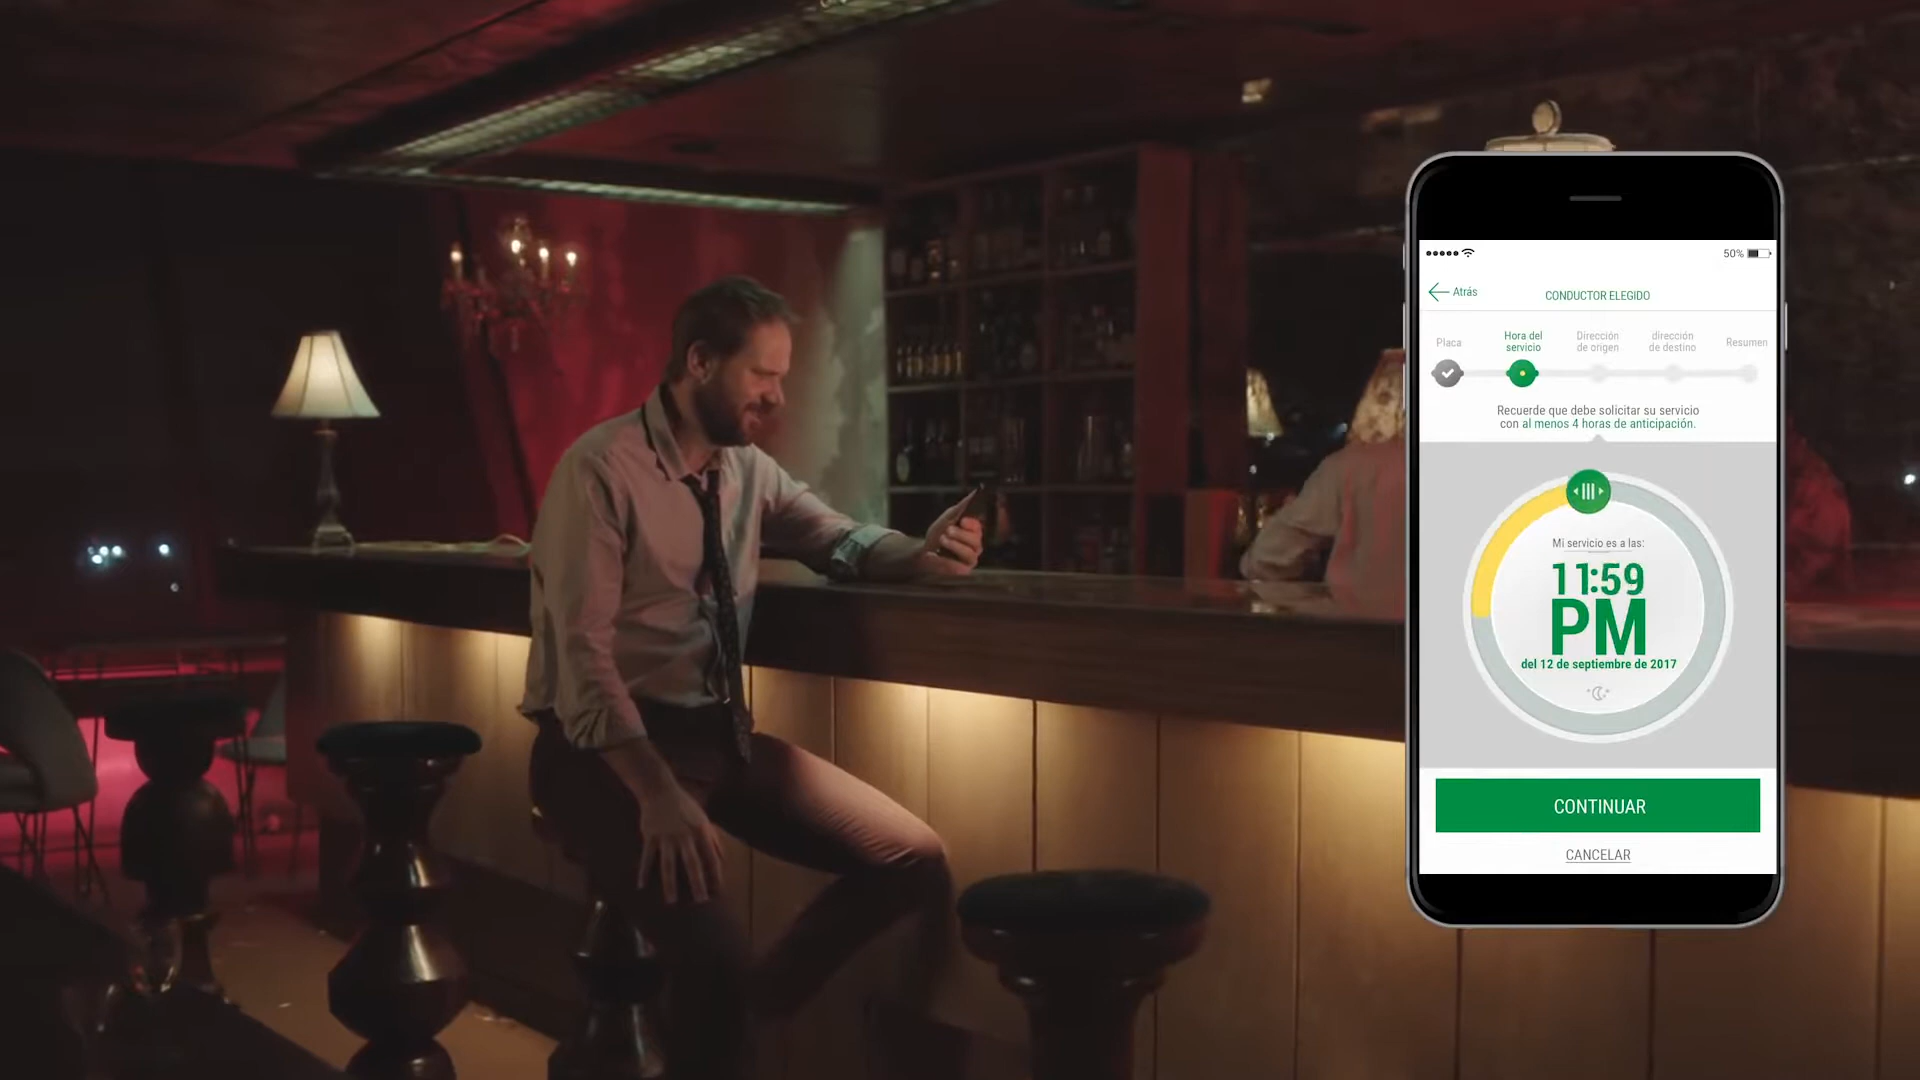 50%
Atrás
CONDUCTOR ELEGIDO
Placa
Hora del
servicio
Dirección
de origen
dirección
de destino
Resumen
Recuerde que debe solicitar su servicio
con al menos 4 horas de anticipación.
Mi servicio es a las:
11:59
PM
del 12 de septiembre de 2017
CONTINUAR
CANCELAR